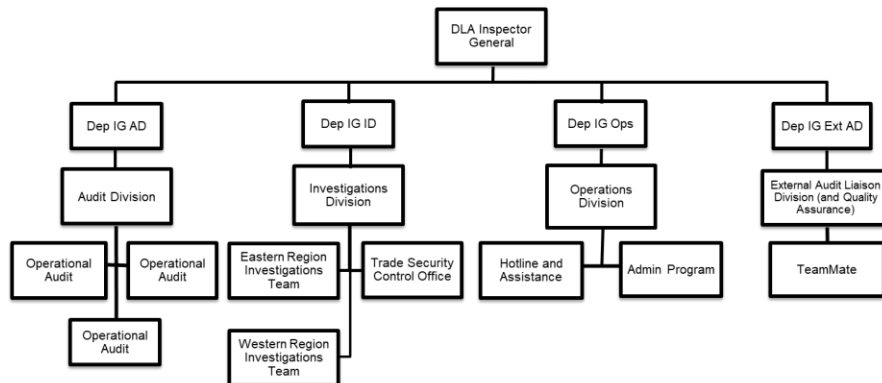 DLA Inspector
General
Dep IG AD
Dep IG ID
Dep IG Ops
Dep IG Ext AD
Audit Division
Investigations
Division
Operations
Division
External Audit Liaison
Division (and Quality
Assurance)
Operational
Audit
Operational
Audit
Eastern Region
Investigations
Team
Trade Security
Control Office
Hotline and
Assistance
Admin Program
TeamMate
Operational
Audit
Western Region
Investigations
Team